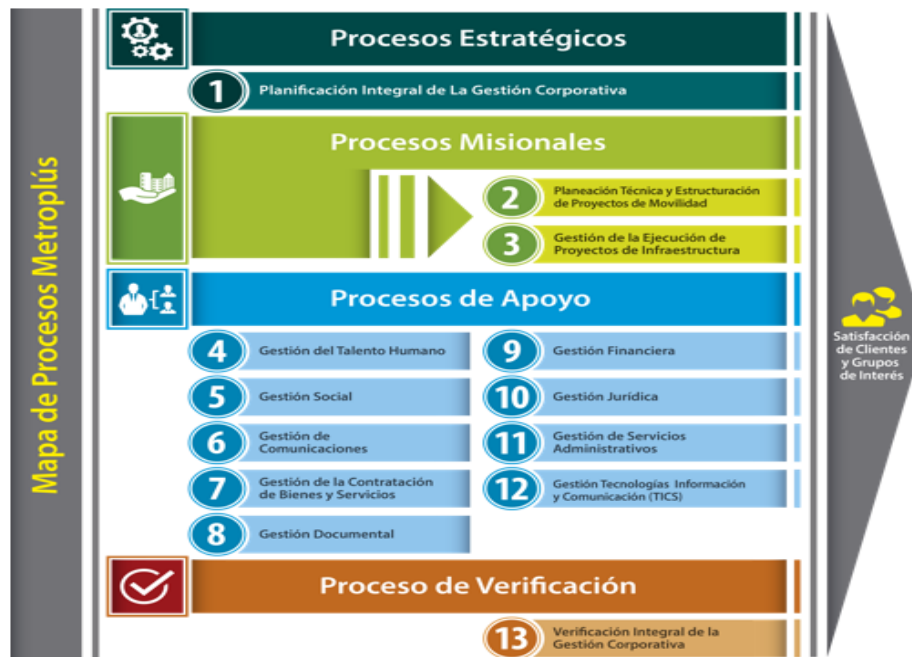 Mapa de Procesos Metroplús
Procesos Estratégicos
1
Planificación Integral de La Gestión Corporativa
Procesos Misionales
2
Planeación Técnica y Estructuración
de Proyectos de Movilidad
3
Gestión de la Ejecución de
Proyectos de Infraestructura
Procesos de Apoyo
4
Gestión del Talento Humano
5
Gestión Social
6
Gestión de
Comunicaciones
7
Gestión de la Contratación
de Bienes y Servicios
8
Gestión Documental
9
Gestión Financiera
10
Gestión Jurídica
11
Gestión de Servicios
Administrativos
12
Gestión Tecnologías Información
y Comunicación (TICS)
Proceso de Verificación
13
Verificación Integral de la
Gestión Corporativa
Satisfacción
de Clientes
y Grupos
de Interés